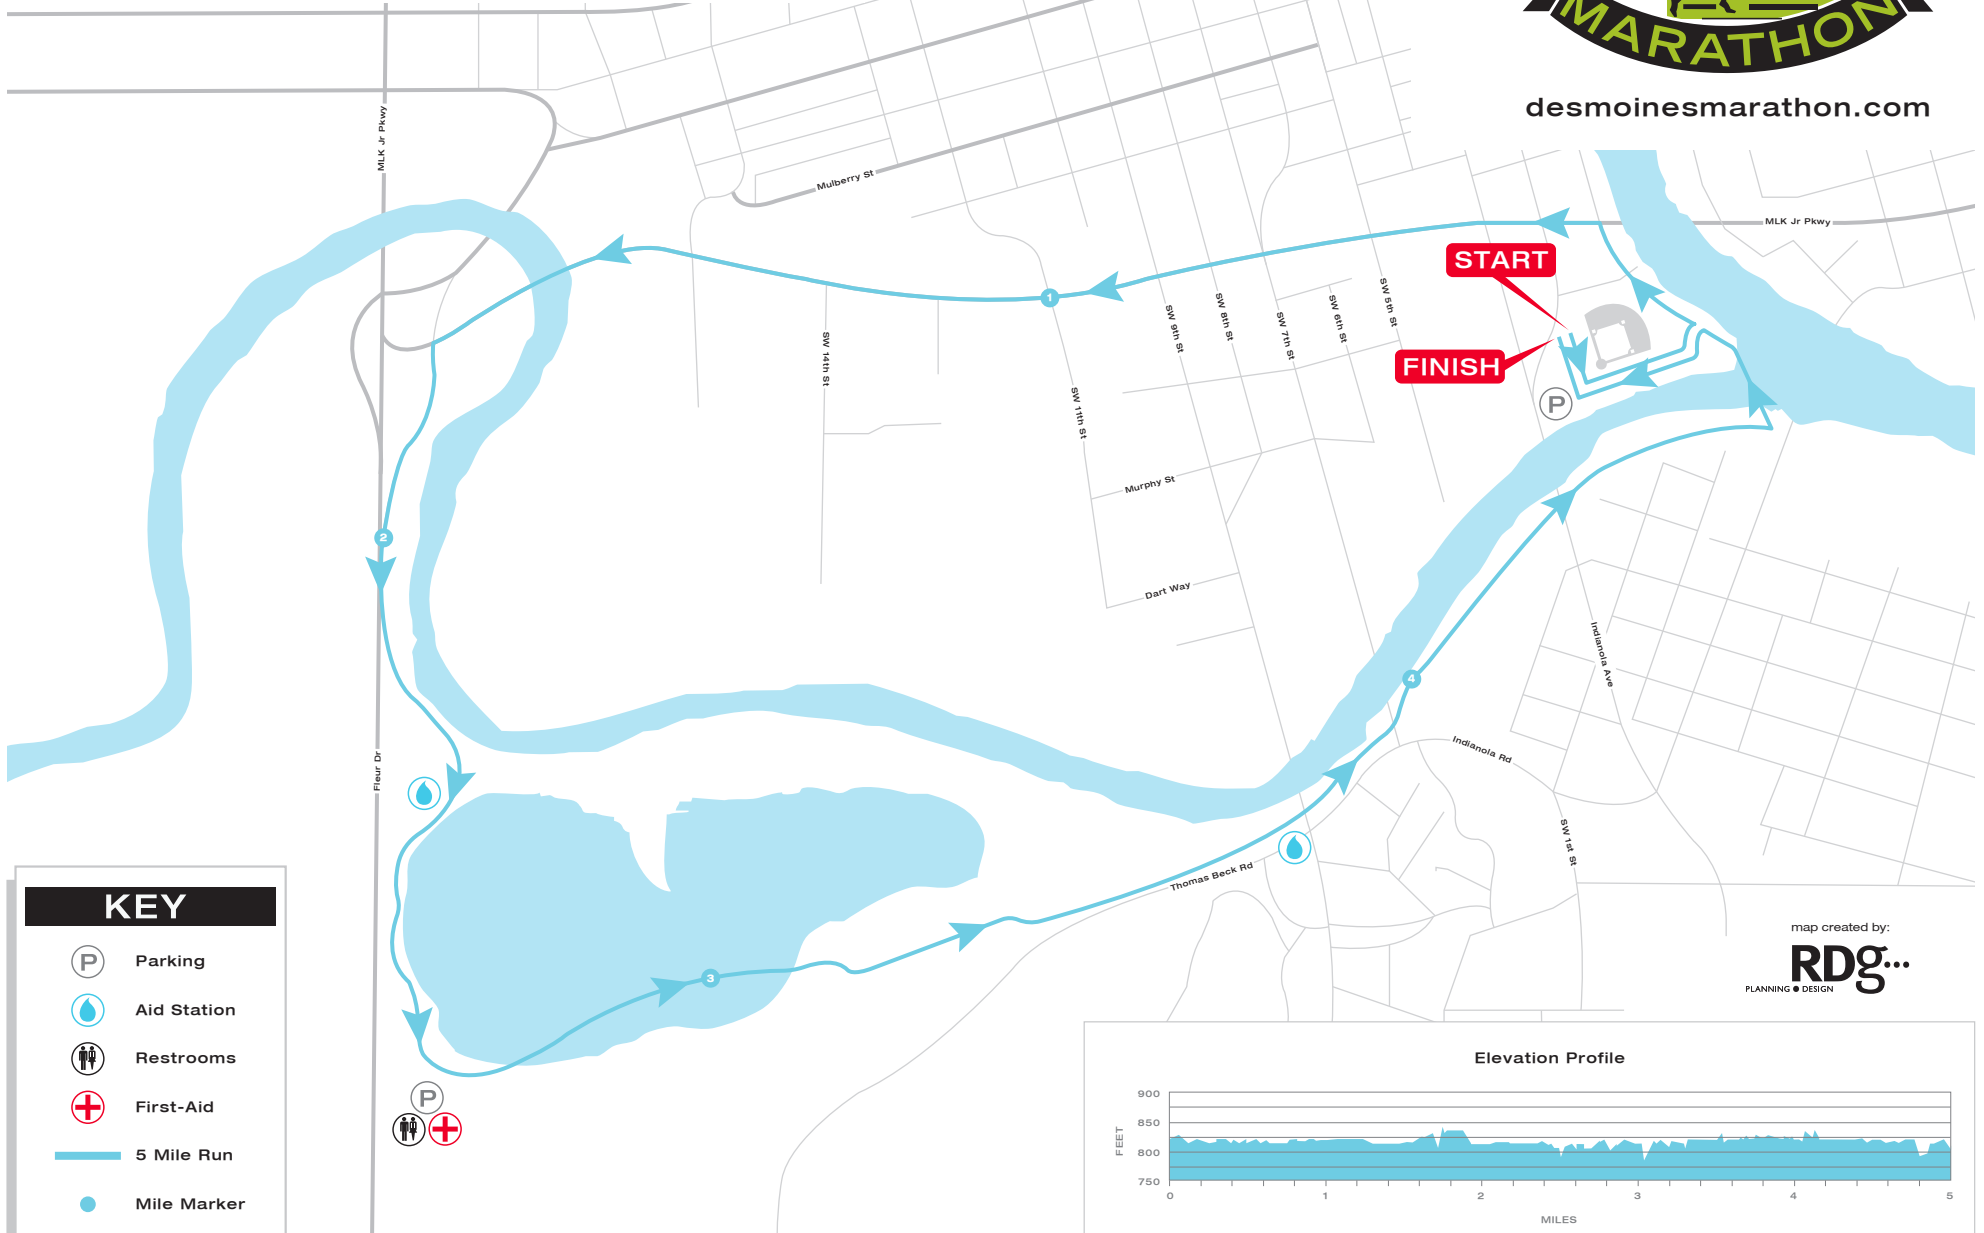 MARATHON
desmoinesmarathon.com
MLK Jr Pkwy
Mulberry St
MLK Jr Pkwy
START
FINISH
P
1
SW 14th St
SW 11th St
SW 9th St
SW 8th St
SW 7th St
SW 6th St
SW 5th St
Murphy St
Dart Way
2
Indianola Ave
4
Indianola Rd
Fleur Dr
SW 1st St
Thomas Beck Rd
3
P
KEY
P Parking
Aid Station
Restrooms
First-Aid
5 Mile Run
Mile Marker
map created by:
RDg...
PLANNING • DESIGN
Elevation Profile
900
850
800
750
FEET
0 1 2 3 4 5
MILES